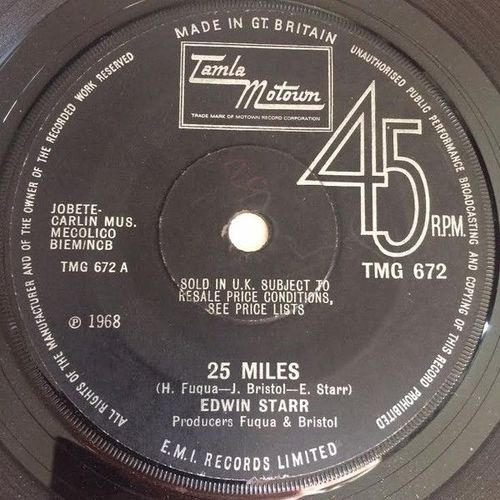 MADE IN GT. BRITAIN
UNAUTHORISED PUBLIC PERFORMANCE BROADCASTING AND COPYING OF THIS RECORD PROHIBITED
ALL RIGHTS OF THE MANUFACTURER AND OF THE OWNER OF THE RECORDED WORK RESERVED
Tamla
Motown
TRADE MARK OF MOTOWN RECORD CORPORATION
45
R.P.M.
JOBETE-
CARLIN MUS.
MECOLICO
BIEM/NCB
TMG 672 A
TMG 672
SOLD IN U.K. SUBJECT TO
RESALE PRICE CONDITIONS,
SEE PRICE LISTS
℗ 1968
25 MILES
(H. Fuqua—J. Bristol—E. Starr)
EDWIN STARR
Producers Fuqua & Bristol
E.M.I. RECORDS LIMITED